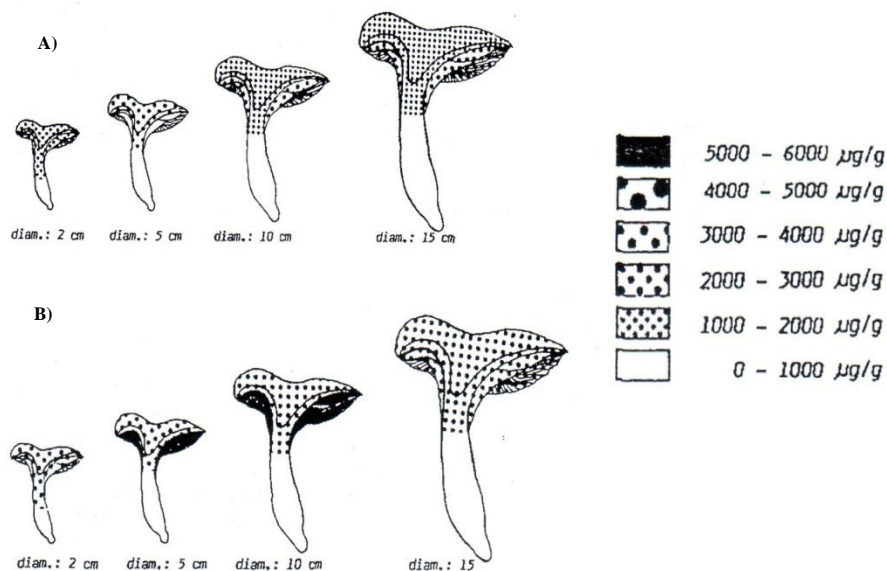 A)
diam.: 2 cm
diam.: 5 cm
diam.: 10 cm
diam.: 15 cm
B)
diam.: 2 cm
diam.: 5 cm
diam.: 10 cm
diam.: 15
5000 - 6000 µg/g
4000 - 5000 µg/g
3000 - 4000 µg/g
2000 - 3000 µg/g
1000 - 2000 µg/g
0 - 1000 µg/g